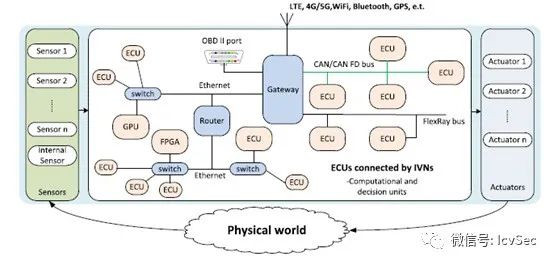 LTE, 4G/5G,WiFi, Bluetooth, GPS, e.t.
OBD II port
Sensor 1
Sensor 2
Sensor n
Internal
Sensor
Sensors
ECU
ECU
switch
GPU
Ethernet
Gateway
CAN/CAN FD bus
ECU
ECU
ECU
ECU
FlexRay bus
ECU
ECU
Router
FPGA
ECU
ECU
switch
ECU
Ethernet
switch
ECU
ECU
ECUs connected by IVNs
-Computational and
decision units
Actuator 1
Actuator 2
Actuator n
Actuators
Physical world
微信号: IcvSec